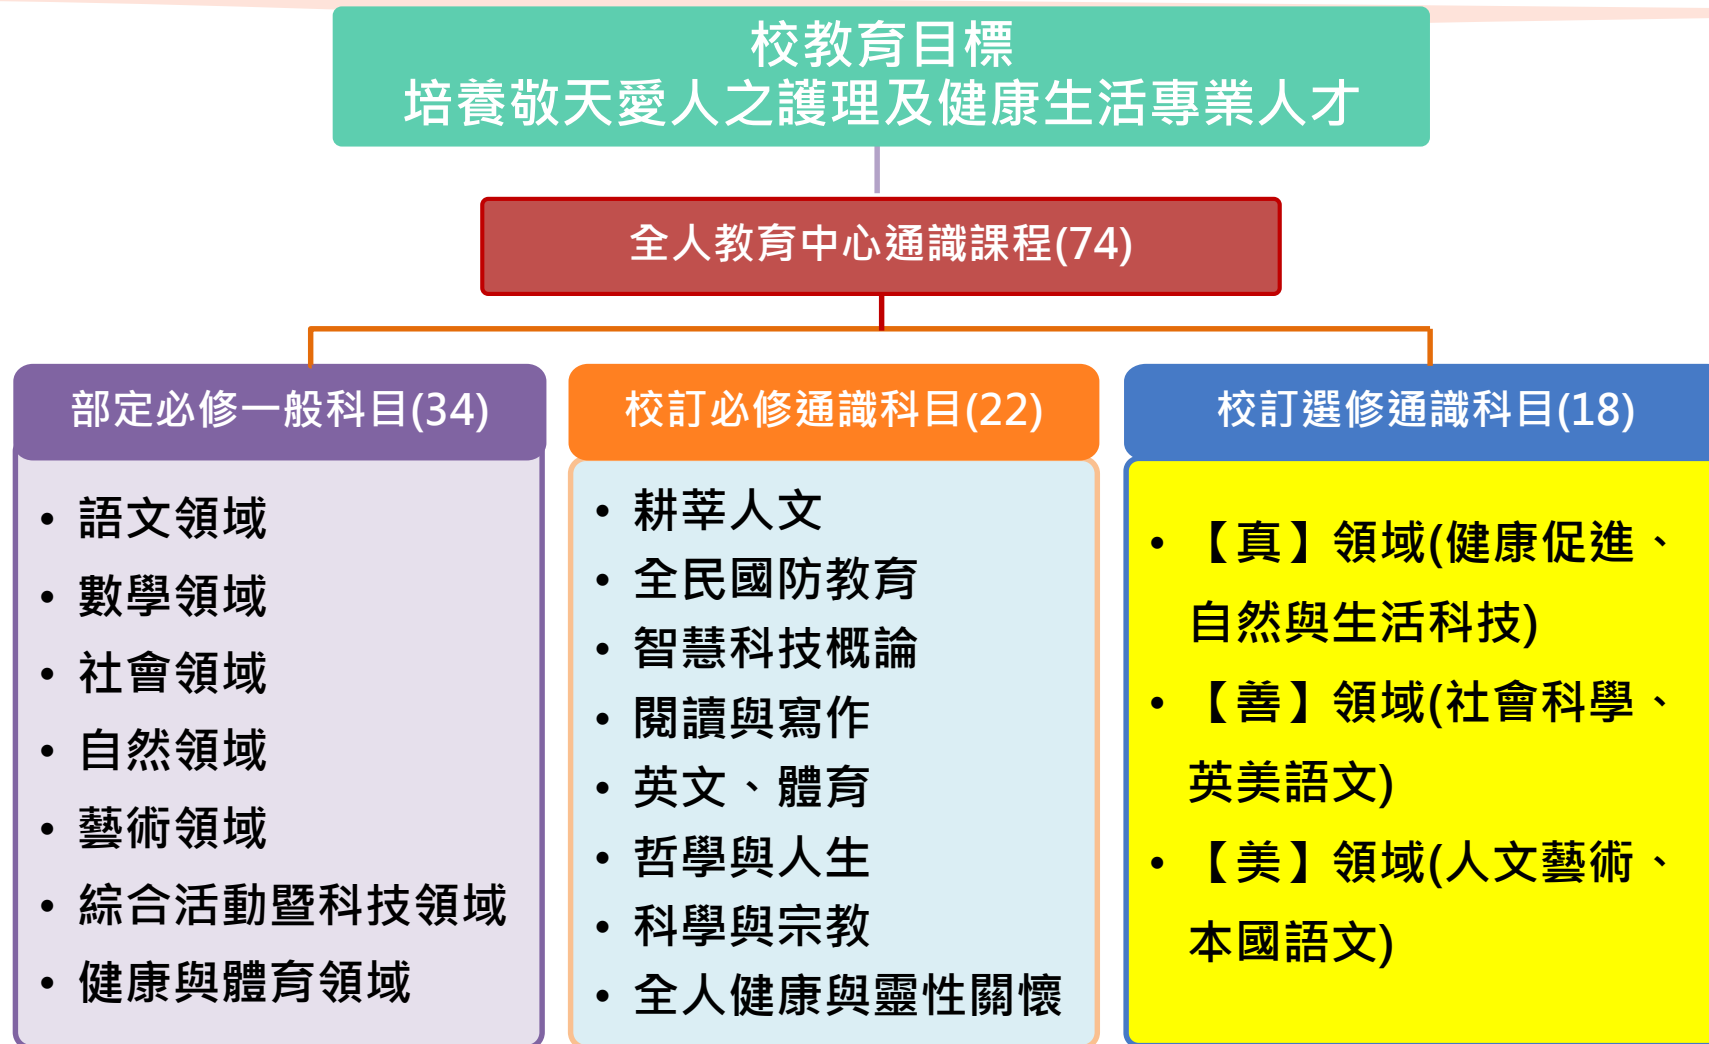 校教育目標
培養敬天愛人之護理及健康生活專業人才
全人教育中心通識課程(74)
部定必修一般科目(34)
• 語文領域
• 數學領域
• 社會領域
• 自然領域
• 藝術領域
• 綜合活動暨科技領域
• 健康與體育領域
校訂必修通識科目(22)
• 耕莘人文
• 全民國防教育
• 智慧科技概論
• 閱讀與寫作
• 英文、體育
• 哲學與人生
• 科學與宗教
• 全人健康與靈性關懷
校訂選修通識科目(18)
• 【真】領域(健康促進、
自然與生活科技)
• 【善】領域(社會科學、
英美語文)
• 【美】領域(人文藝術、
本國語文)